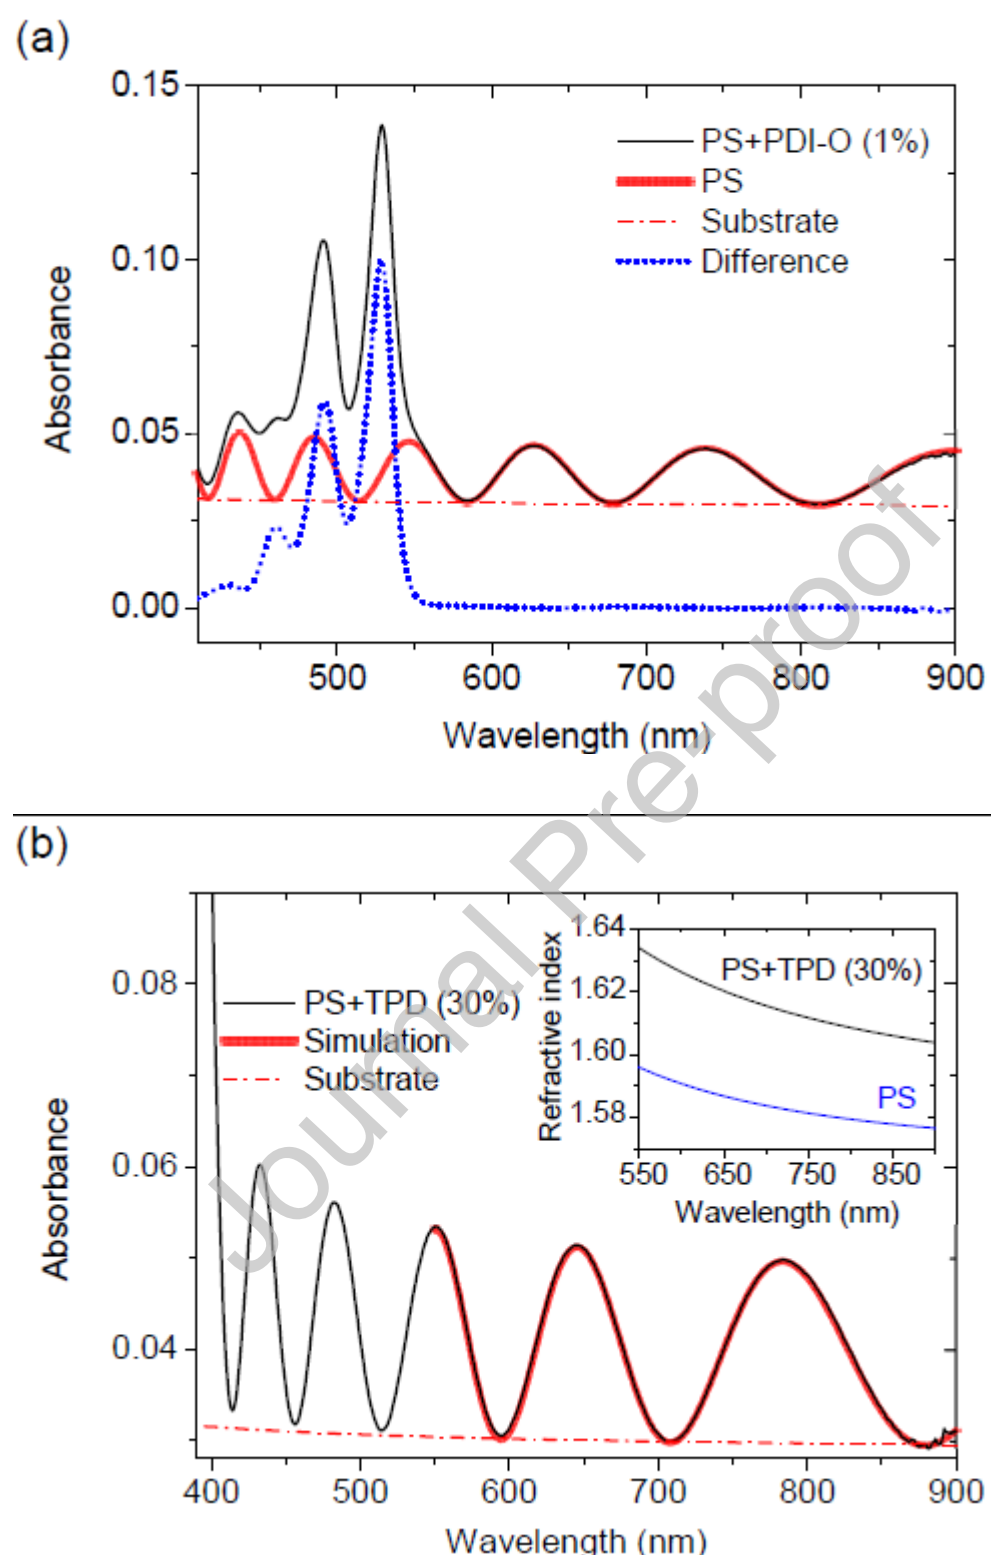 (a)
0.15
PS+PDI-O (1%)
PS
Substrate
Difference
0.10
0.05
0.00
Absorbance
500 600 700 800 900
Wavelength (nm)
Journal Pre-proof
(b)
1.64
PS+TPD (30%)
1.62
1.60
PS
1.58
Refractive index
550 650 750 850
Wavelength (nm)
0.08
PS+TPD (30%)
Simulation
Substrate
0.06
0.04
Absorbance
400 500 600 700 800 900
Wavelength (nm)